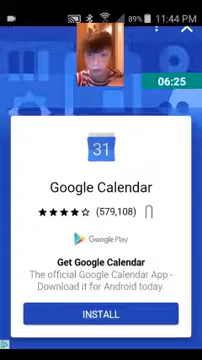 89% 11:44 PM
06:25
31
Google Calendar
(579,108)
Google Play
Get Google Calendar
The official Google Calendar App -
Download it for Android today.
INSTALL